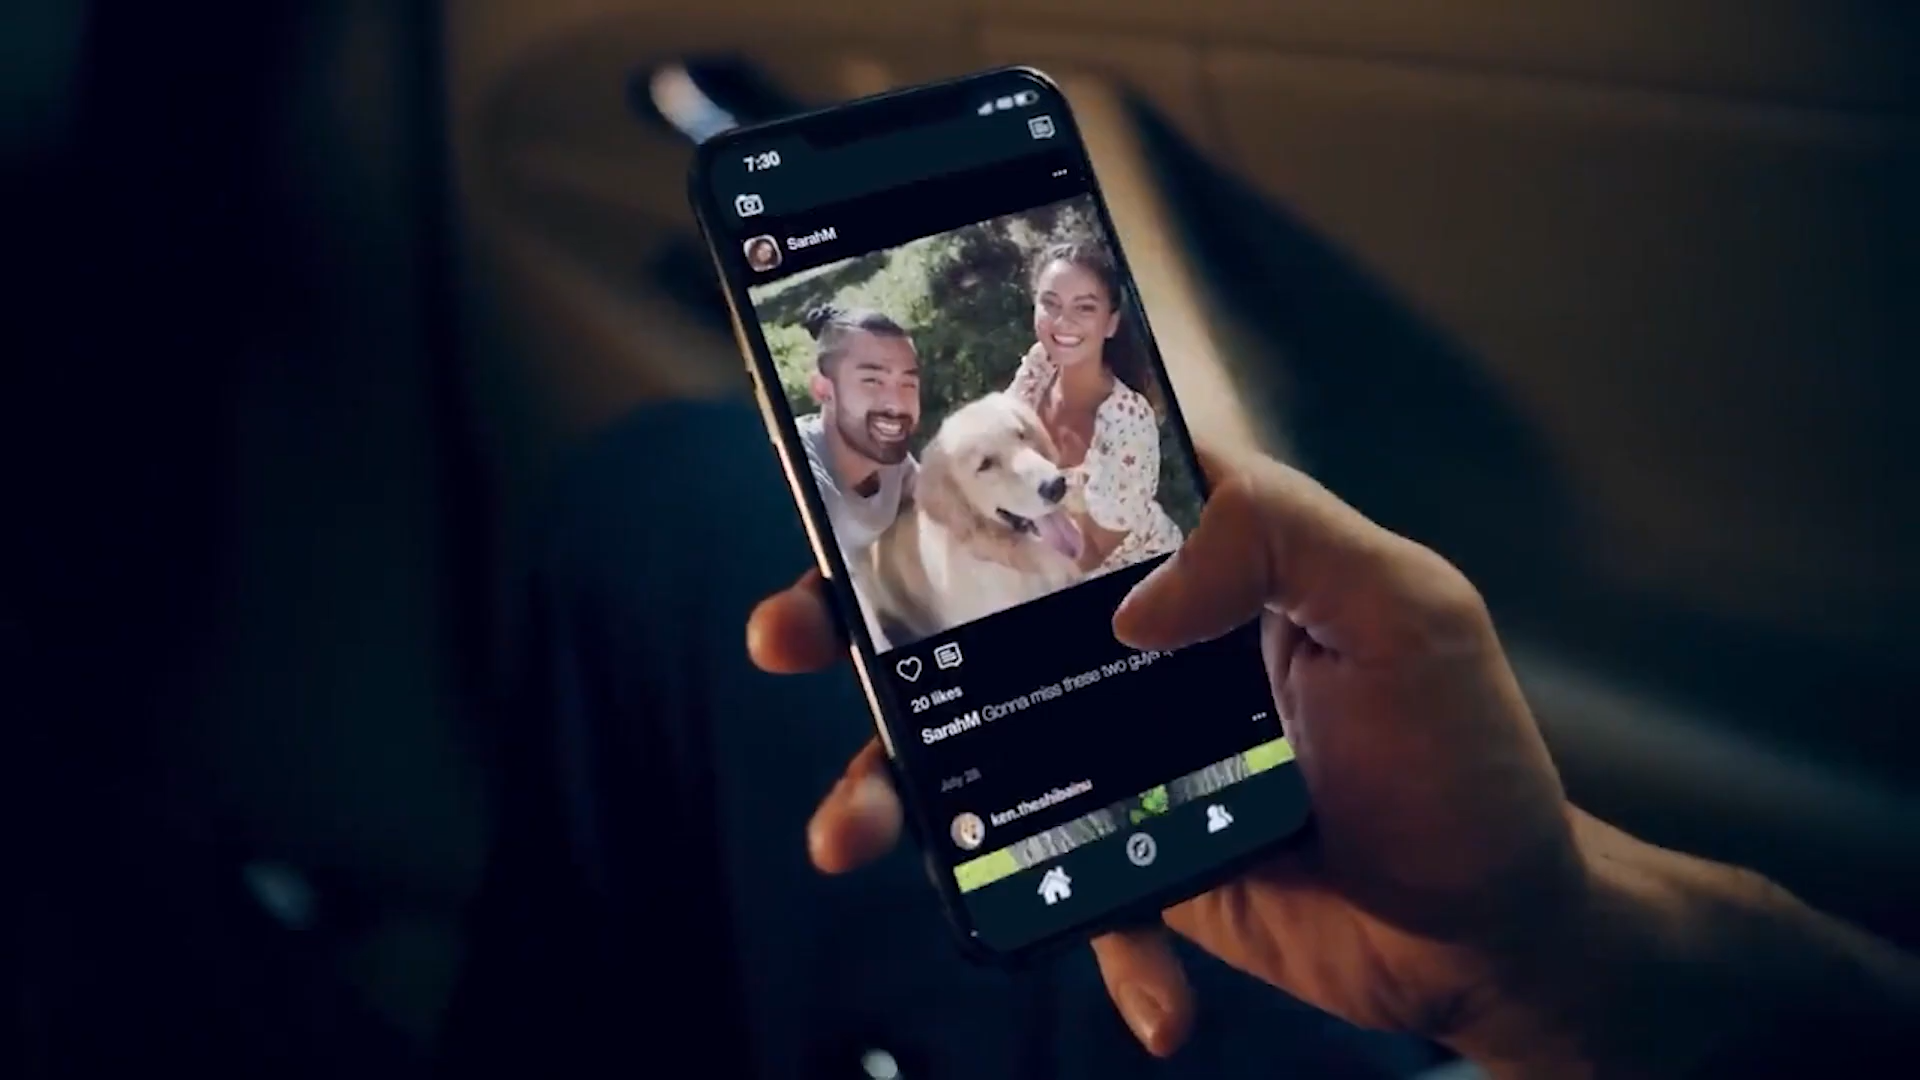 7:30
SarahM
20 likes
SarahM Gonna miss these two guys
July 28
ken.theshibainu